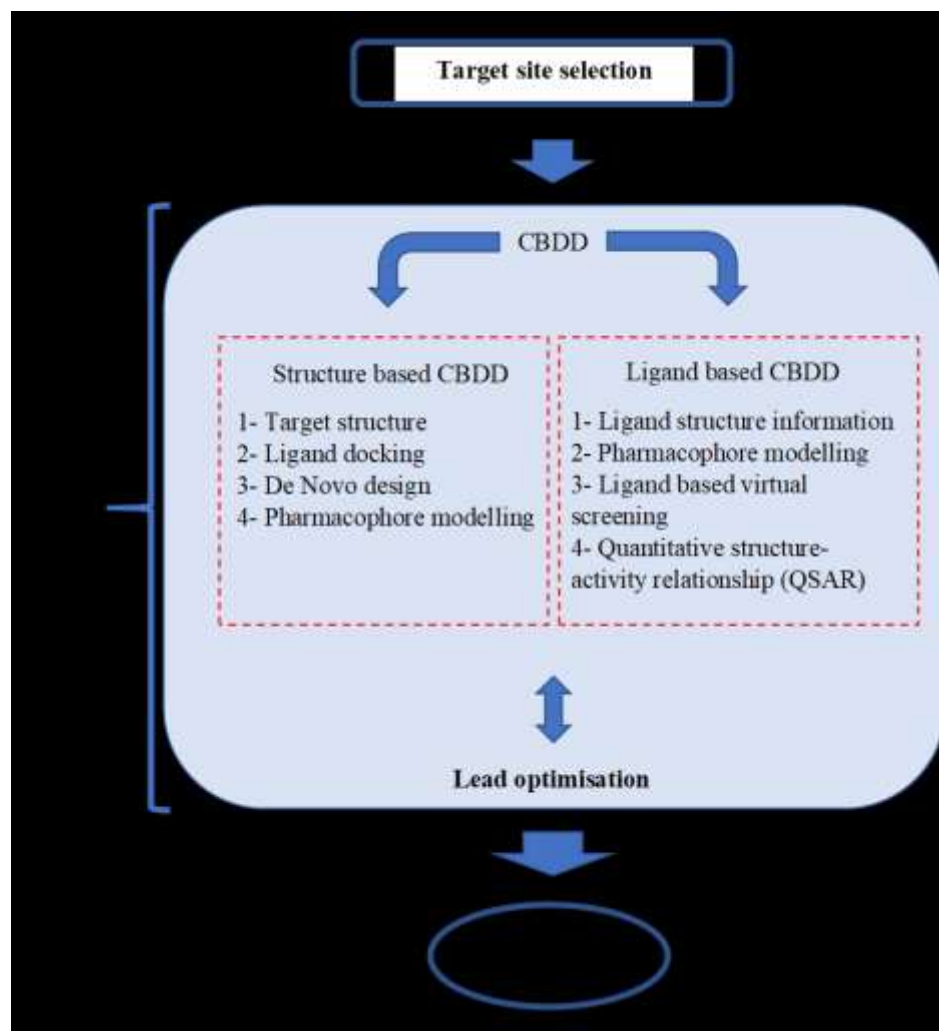 Target site selection
CBDD
Structure based CBDD
1- Target structure
2- Ligand docking
3- De Novo design
4- Pharmacophore modelling
Ligand based CBDD
1- Ligand structure information
2- Pharmacophore modelling
3- Ligand based virtual
screening
4- Quantitative structure-
activity relationship (QSAR)
Lead optimisation